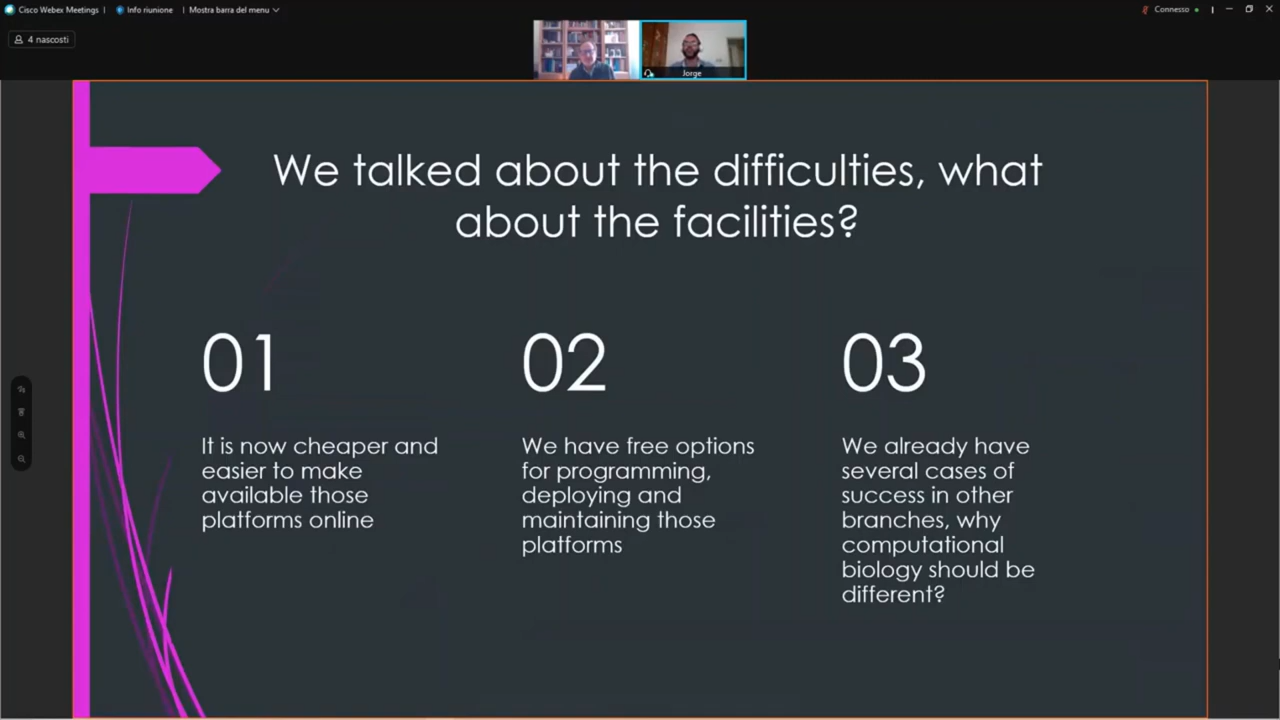 Cisco Webex Meetings
Info riunione
Mostra barra del menu
Connesso
4 nascosti
Jorge
We talked about the difficulties, what
about the facilities?
01
It is now cheaper and
easier to make
available those
platforms online
02
We have free options
for programming,
deploying and
maintaining those
platforms
03
We already have
several cases of
success in other
branches, why
computational
biology should be
different?